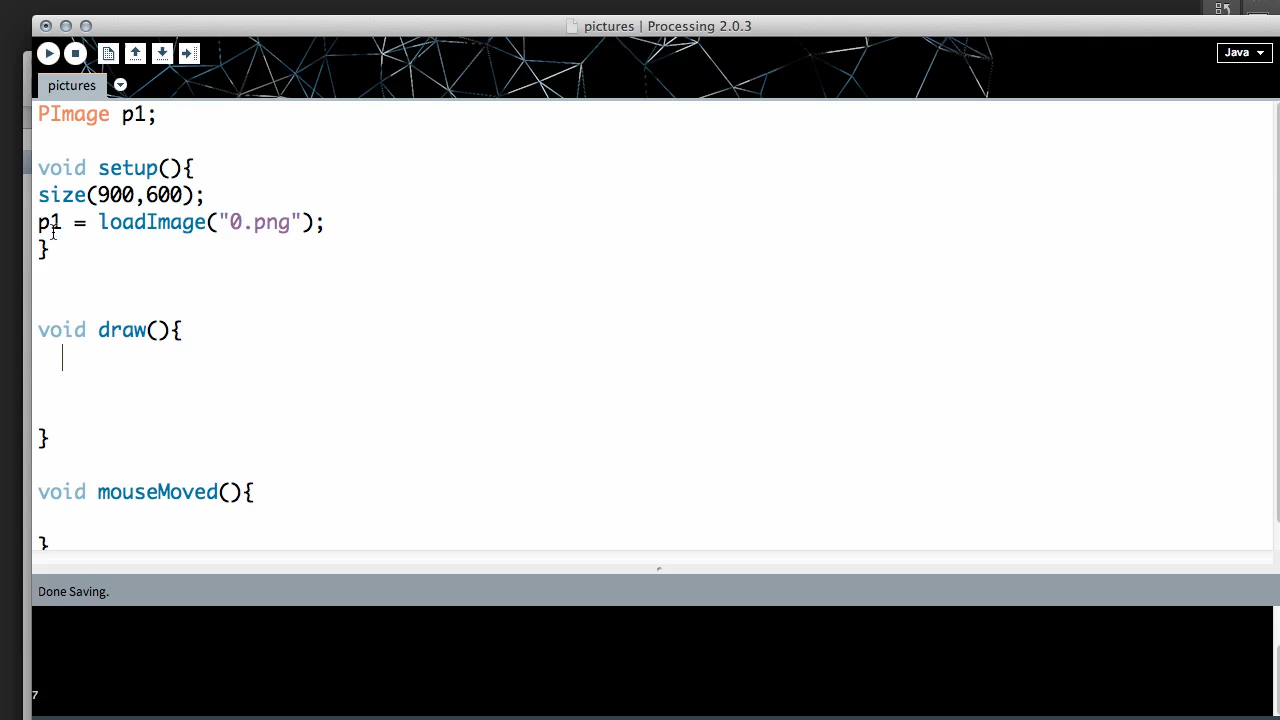 pictures | Processing 2.0.3
Java
pictures
PImage p1;
void setup(){
size(900,600);
p1 = loadImage("0.png");
}
void draw(){
}
void mouseMoved(){
}
Done Saving.
7